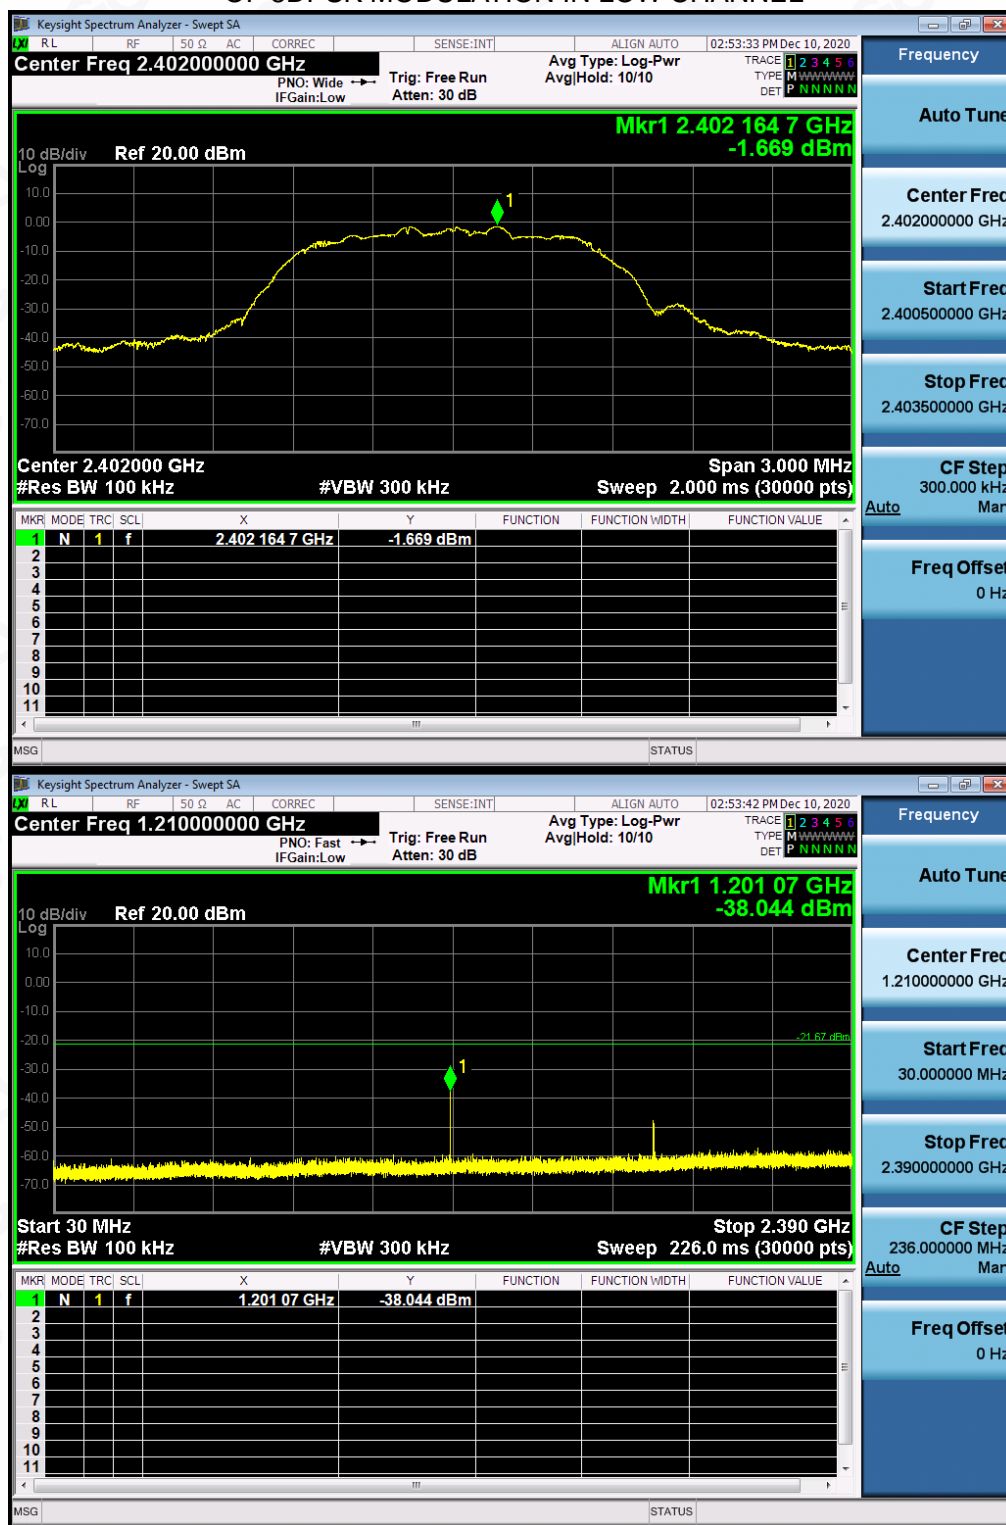 OF 8DPSK MODULATION IN LOW CHANNEL
Keysight Spectrum Analyzer - Swept SA
LXI RL RF 50 Ω AC CORREC SENSE:INT ALIGN AUTO 02:53:33 PM Dec 10, 2020
Center Freq 2.402000000 GHz
PNO: Wide
IFGain:Low
Trig: Free Run
Atten: 30 dB
Avg Type: Log-Pwr
Avg|Hold: 10/10
TRACE 1 2 3 4 5 6
TYPE M WWWWW
DET P N N N N N
Mkr1 2.402 164 7 GHz
-1.669 dBm
10 dB/div Ref 20.00 dBm
Log
10.0
0.00
-10.0
-20.0
-30.0
-40.0
-50.0
-60.0
-70.0
1
Center 2.402000 GHz Span 3.000 MHz
#Res BW 100 kHz #VBW 300 kHz Sweep 2.000 ms (30000 pts)
MKR MODE TRC SCL X Y FUNCTION FUNCTION WIDTH FUNCTION VALUE
1 N 1 f 2.402 164 7 GHz -1.669 dBm
2
3
4
5
6
7
8
9
10
11
MSG STATUS
Frequency
Auto Tune
Center Freq
2.402000000 GHz
Start Freq
2.400500000 GHz
Stop Freq
2.403500000 GHz
CF Step
300.000 kHz
Auto Man
Freq Offset
0 Hz
Keysight Spectrum Analyzer - Swept SA
LXI RL RF 50 Ω AC CORREC SENSE:INT ALIGN AUTO 02:53:42 PM Dec 10, 2020
Center Freq 1.210000000 GHz
PNO: Fast
IFGain:Low
Trig: Free Run
Atten: 30 dB
Avg Type: Log-Pwr
Avg|Hold: 10/10
TRACE 1 2 3 4 5 6
TYPE M WWWWW
DET P N N N N N
Mkr1 1.201 07 GHz
-38.044 dBm
10 dB/div Ref 20.00 dBm
Log
10.0
0.00
-10.0
-20.0
-30.0
-40.0
-50.0
-60.0
-70.0
-21.67 dBm
1
Start 30 MHz Stop 2.390 GHz
#Res BW 100 kHz #VBW 300 kHz Sweep 226.0 ms (30000 pts)
MKR MODE TRC SCL X Y FUNCTION FUNCTION WIDTH FUNCTION VALUE
1 N 1 f 1.201 07 GHz -38.044 dBm
2
3
4
5
6
7
8
9
10
11
MSG STATUS
Frequency
Auto Tune
Center Freq
1.210000000 GHz
Start Freq
30.000000 MHz
Stop Freq
2.390000000 GHz
CF Step
236.000000 MHz
Auto Man
Freq Offset
0 Hz